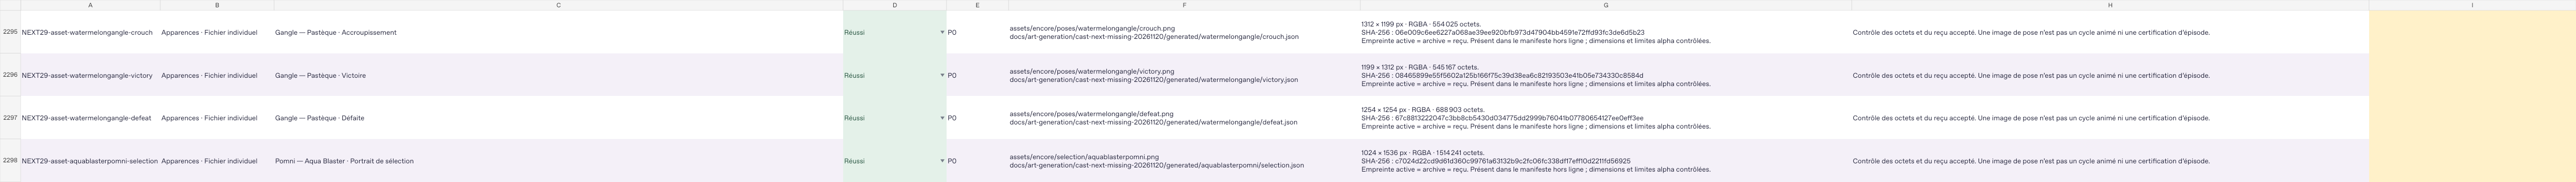 A B C D E F G H I
2295 NEXT29-asset-watermelongangle-crouch Apparences · Fichier individuel Gangle — Pastèque · Accroupissement Réussi P0
assets/encore/poses/watermelongangle/crouch.png
docs/art-generation/cast-next-missing-20261120/generated/watermelongangle/crouch.json
1312 × 1199 px · RGBA · 554 025 octets.
SHA-256 : 06e009c6ee6227a068ae39ee920bfb973d47904bb4591e72ffd93fc3de6d5b23
Empreinte active = archive = reçu. Présent dans le manifeste hors ligne ; dimensions et limites alpha contrôlées.
Contrôle des octets et du reçu accepté. Une image de pose n'est pas un cycle animé ni une certification d'épisode.
2296 NEXT29-asset-watermelongangle-victory Apparences · Fichier individuel Gangle — Pastèque · Victoire Réussi P0
assets/encore/poses/watermelongangle/victory.png
docs/art-generation/cast-next-missing-20261120/generated/watermelongangle/victory.json
1199 × 1312 px · RGBA · 545 167 octets.
SHA-256 : 08465899e55f5602a125b166f75c39d38ea6c82193503e41b05e734330c8584d
Empreinte active = archive = reçu. Présent dans le manifeste hors ligne ; dimensions et limites alpha contrôlées.
Contrôle des octets et du reçu accepté. Une image de pose n'est pas un cycle animé ni une certification d'épisode.
2297 NEXT29-asset-watermelongangle-defeat Apparences · Fichier individuel Gangle — Pastèque · Défaite Réussi P0
assets/encore/poses/watermelongangle/defeat.png
docs/art-generation/cast-next-missing-20261120/generated/watermelongangle/defeat.json
1254 × 1254 px · RGBA · 688 903 octets.
SHA-256 : 67c8813222047c3bb8cb5430d034775dd2999b76041b07780654127ee0eff3ee
Empreinte active = archive = reçu. Présent dans le manifeste hors ligne ; dimensions et limites alpha contrôlées.
Contrôle des octets et du reçu accepté. Une image de pose n'est pas un cycle animé ni une certification d'épisode.
2298 NEXT29-asset-aquablasterpomni-selection Apparences · Fichier individuel Pomni — Aqua Blaster · Portrait de sélection Réussi P0
assets/encore/selection/aquablasterpomni.png
docs/art-generation/cast-next-missing-20261120/generated/aquablasterpomni/selection.json
1024 × 1536 px · RGBA · 1 514 241 octets.
SHA-256 : c7024d22cd9d61d360c99761a63132b9c2fc06fc338df17eff10d2211fd56925
Empreinte active = archive = reçu. Présent dans le manifeste hors ligne ; dimensions et limites alpha contrôlées.
Contrôle des octets et du reçu accepté. Une image de pose n'est pas un cycle animé ni une certification d'épisode.